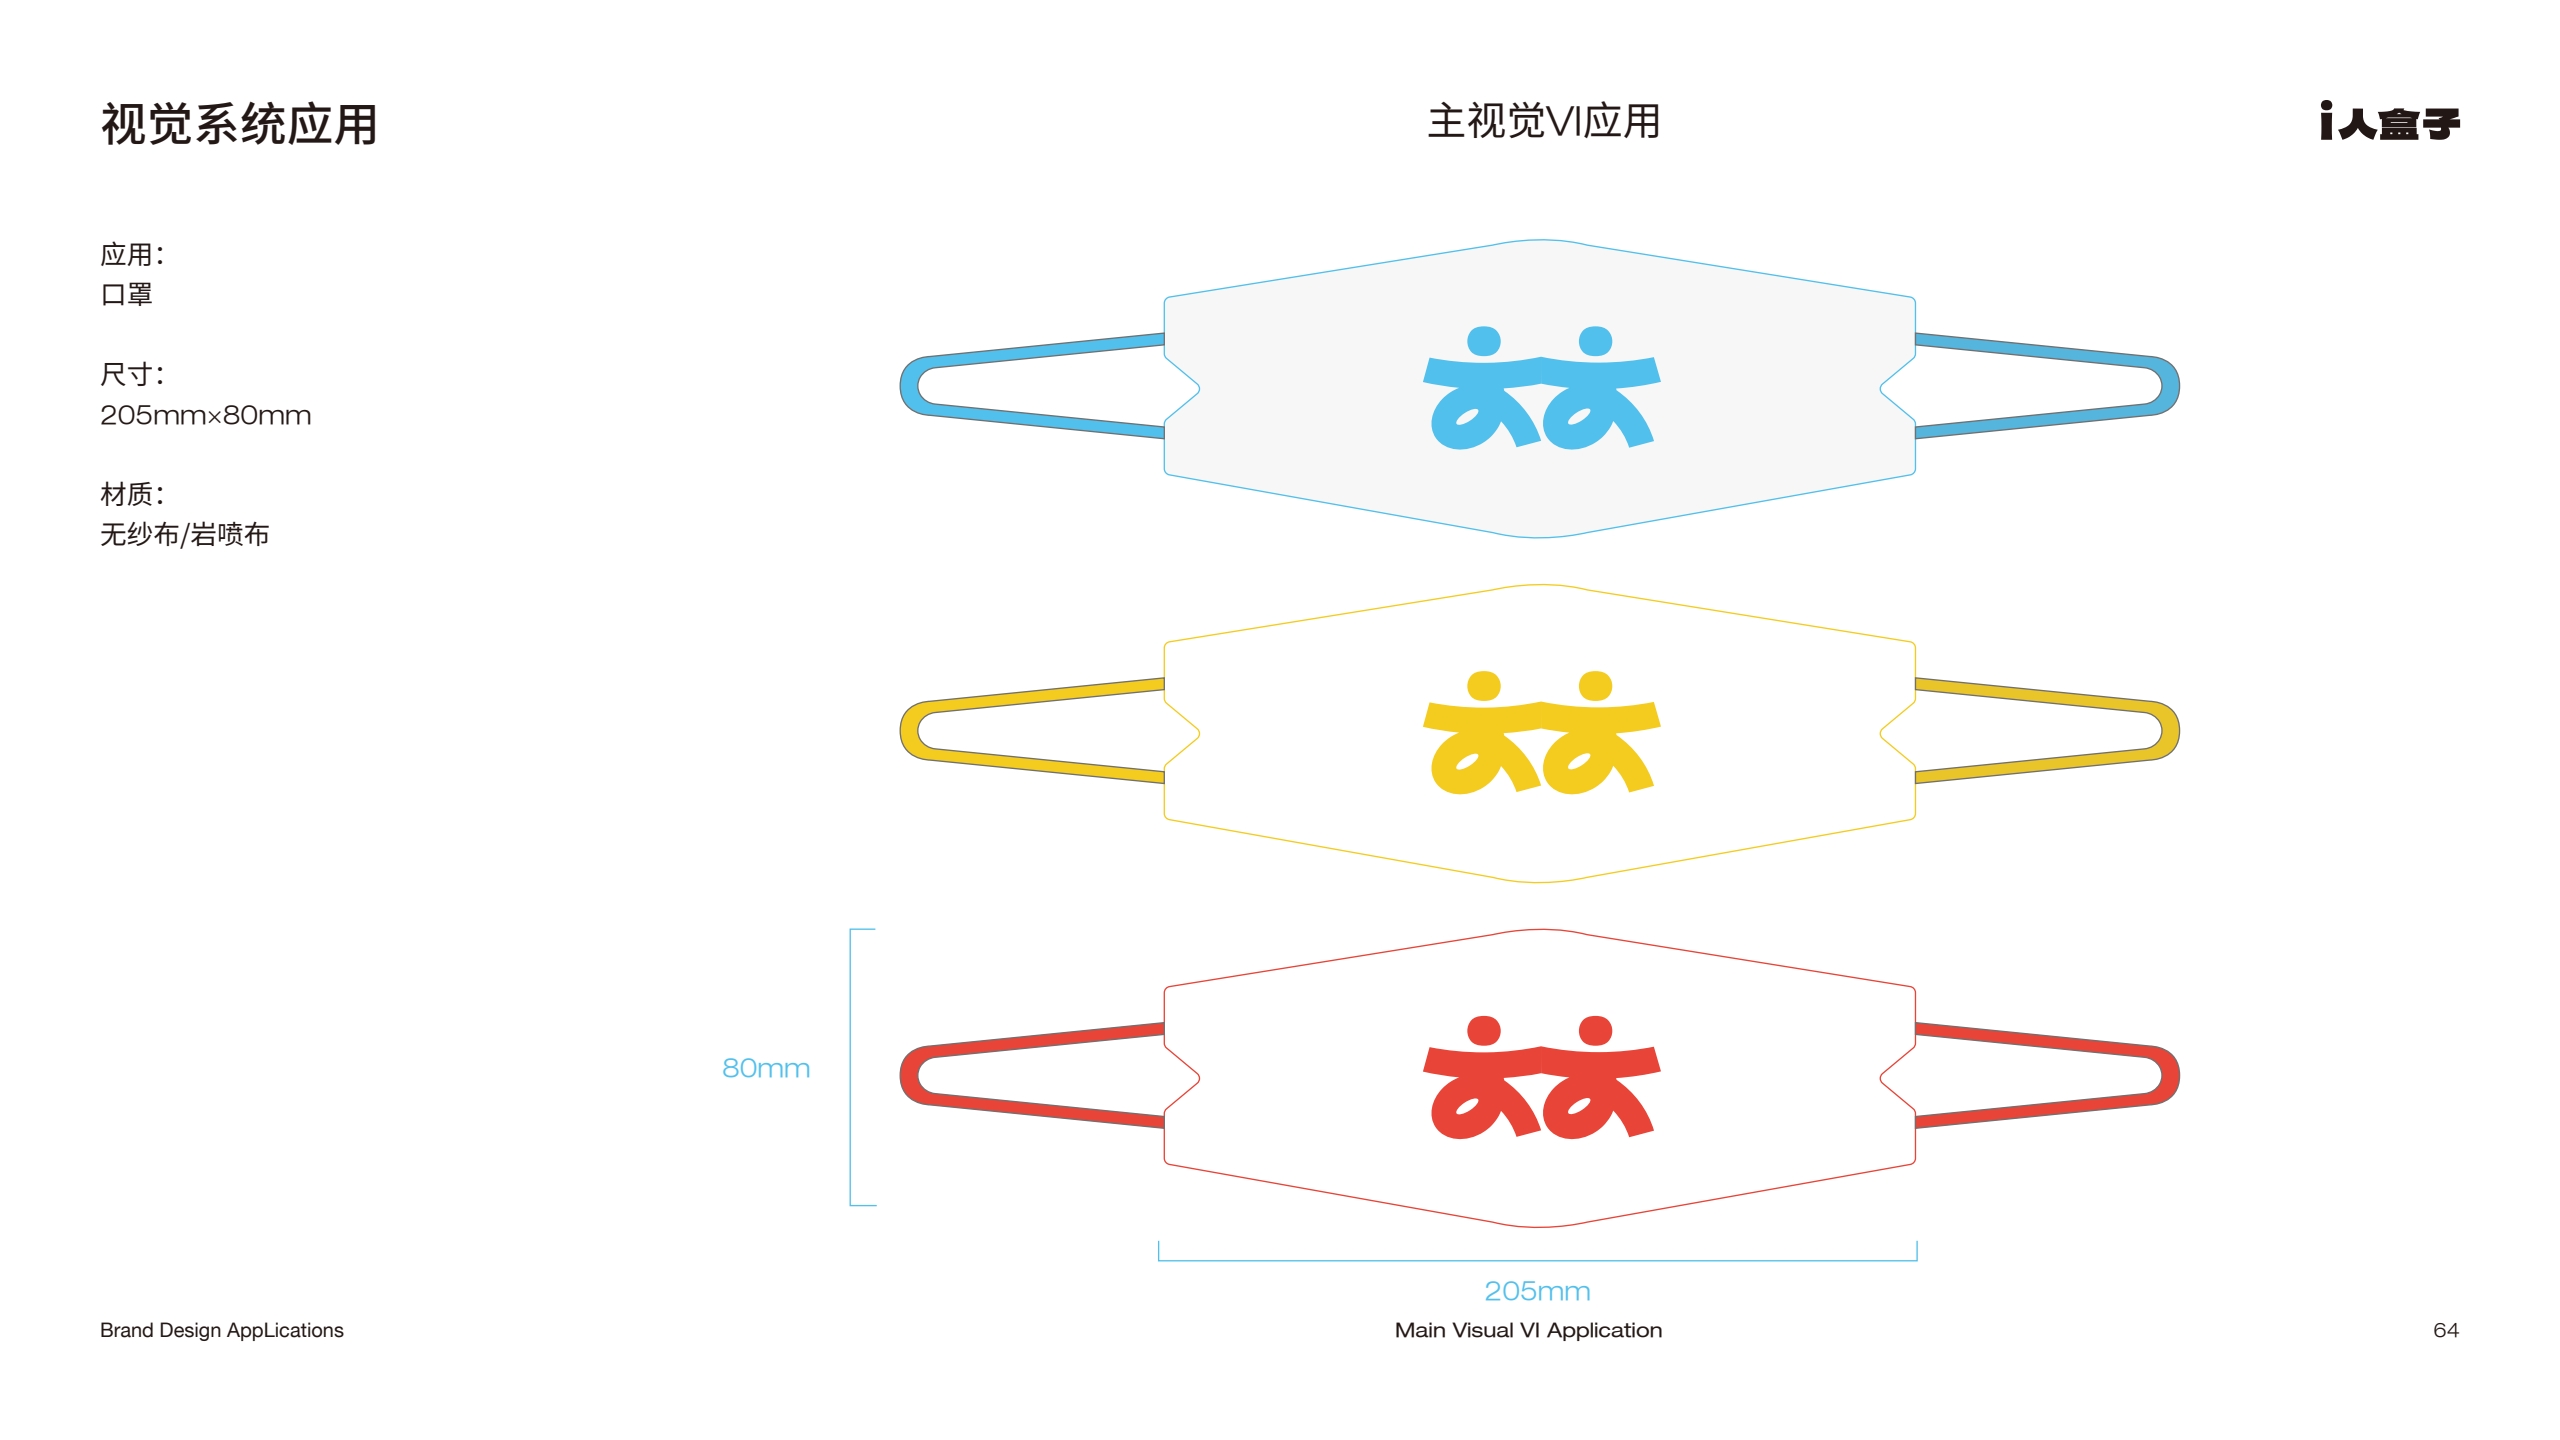 视觉系统应用
主视觉VI应用
i人盒子
应用：
口罩
尺寸：
205mm×80mm
材质：
无纱布/岩喷布
80mm
205mm
Brand Design AppLications
Main Visual VI Application
64